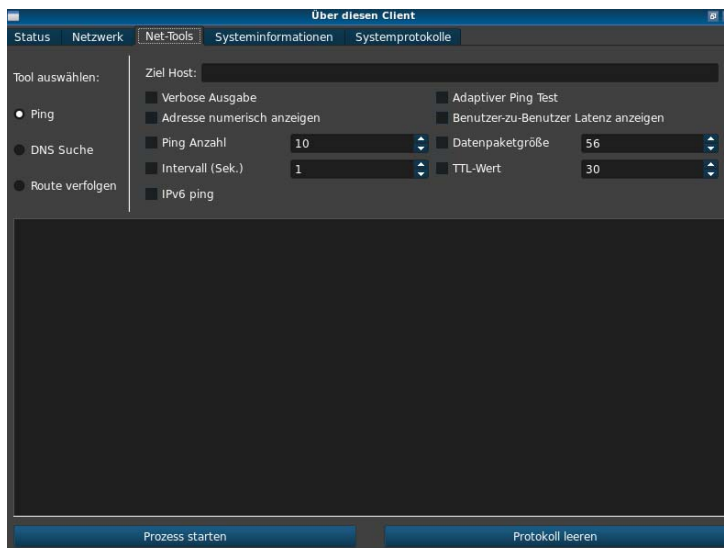 Über diesen Client
Status Netzwerk Net-Tools Systeminformationen Systemprotokolle
Tool auswählen:
Ping
DNS Suche
Route verfolgen
Ziel Host:
Verbose Ausgabe Adaptiver Ping Test
Adresse numerisch anzeigen Benutzer-zu-Benutzer Latenz anzeigen
Ping Anzahl 10 Datenpaketgröße 56
Intervall (Sek.) 1 TTL-Wert 30
IPv6 ping
Prozess starten Protokoll leeren